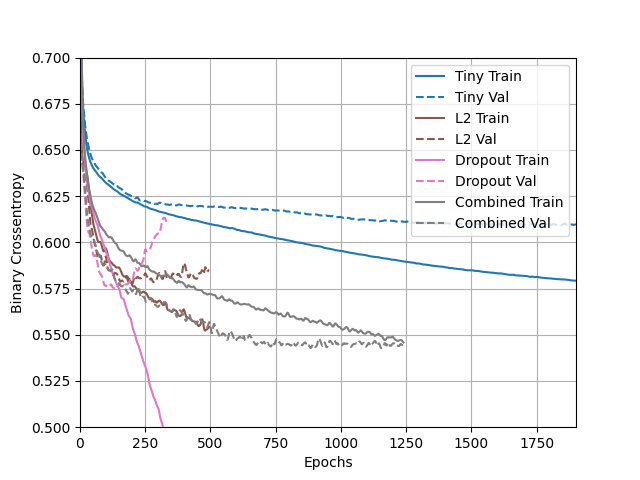 0.700
0.675
0.650
0.625
0.600
0.575
0.550
0.525
0.500
Binary Crossentropy
0 250 500 750 1000 1250 1500 1750
Epochs
Tiny Train
Tiny Val
L2 Train
L2 Val
Dropout Train
Dropout Val
Combined Train
Combined Val